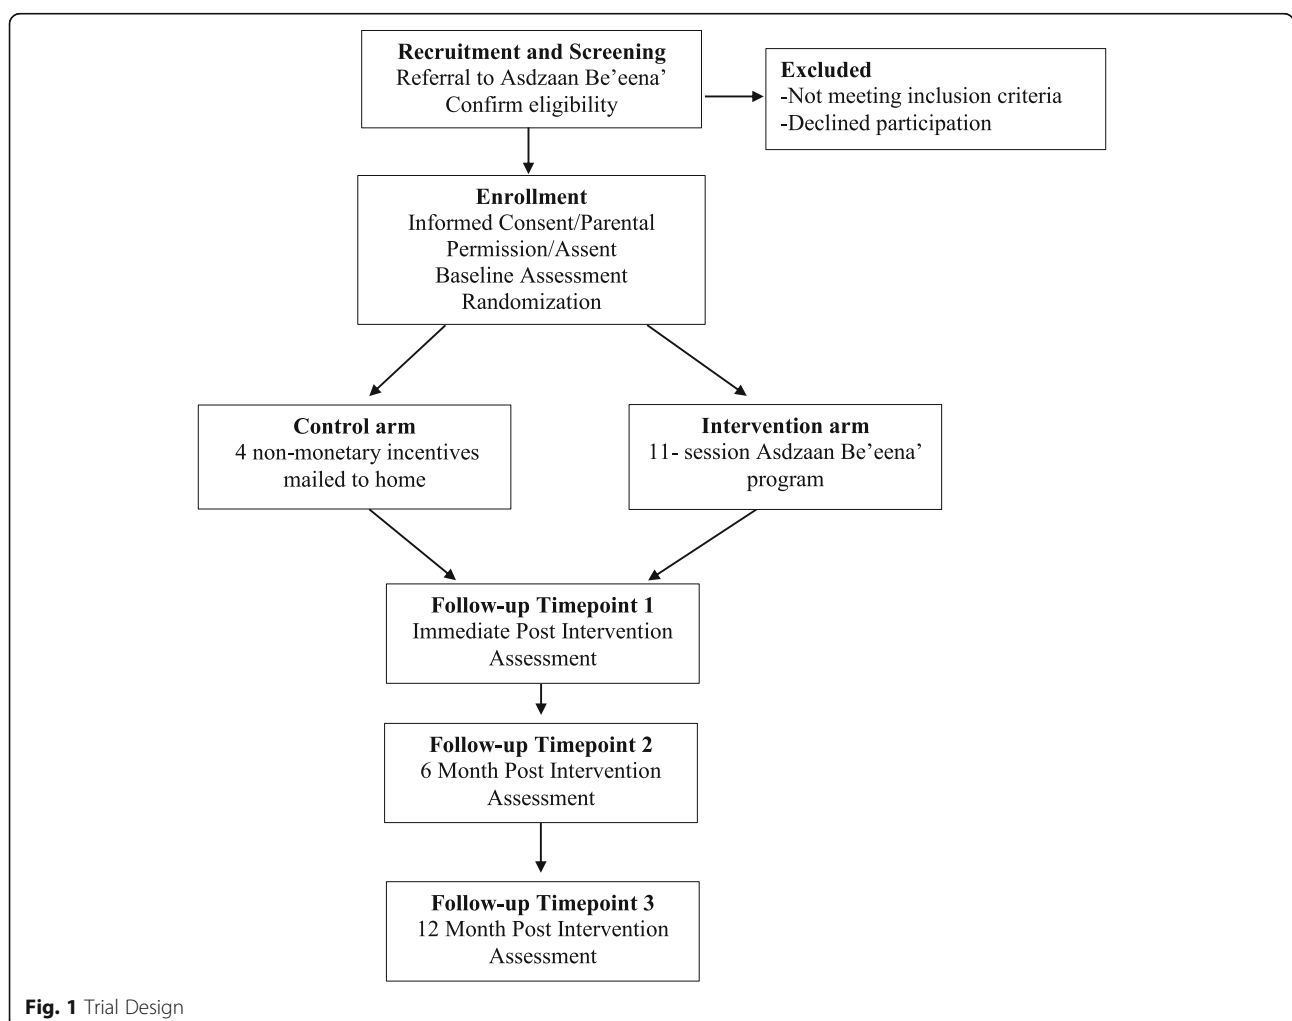 Recruitment and Screening
Referral to Asdzaan Be’eena’
Confirm eligibility
Excluded
-Not meeting inclusion criteria
-Declined participation
Enrollment
Informed Consent/Parental
Permission/Assent
Baseline Assessment
Randomization
Control arm
4 non-monetary incentives
mailed to home
Intervention arm
11- session Asdzaan Be’eena’
program
Follow-up Timepoint 1
Immediate Post Intervention
Assessment
Follow-up Timepoint 2
6 Month Post Intervention
Assessment
Follow-up Timepoint 3
12 Month Post Intervention
Assessment
Fig. 1 Trial Design